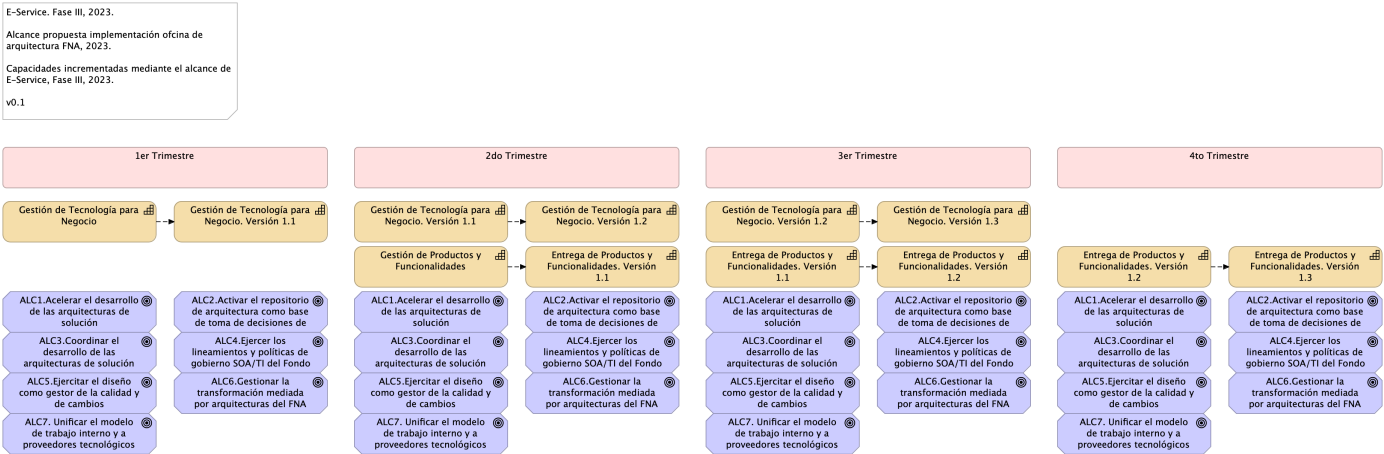 E-Service. Fase III, 2023.
Alcance propuesta implementación ofcina de
arquitectura FNA, 2023.
Capacidades incrementadas mediante el alcance de
E-Service, Fase III, 2023.
v0.1
1er Trimestre
2do Trimestre
3er Trimestre
4to Trimestre
Gestión de Tecnología para
Negocio
Gestión de Tecnología para
Negocio. Versión 1.1
Gestión de Tecnología para
Negocio. Versión 1.1
Gestión de Tecnología para
Negocio. Versión 1.2
Gestión de Tecnología para
Negocio. Versión 1.2
Gestión de Tecnología para
Negocio. Versión 1.3
Gestión de Productos y
Funcionalidades
Entrega de Productos y
Funcionalidades. Versión
1.1
Entrega de Productos y
Funcionalidades. Versión
1.1
Entrega de Productos y
Funcionalidades. Versión
1.2
Entrega de Productos y
Funcionalidades. Versión
1.2
Entrega de Productos y
Funcionalidades. Versión
1.3
ALC1.Acelerar el desarrollo
de las arquitecturas de
solución
ALC2.Activar el repositorio
de arquitectura como base
de toma de decisiones de
ALC3.Coordinar el
desarrollo de las
arquitecturas de solución
ALC4.Ejercer los
lineamientos y políticas de
gobierno SOA/TI del Fondo
ALC5.Ejercitar el diseño
como gestor de la calidad y
de cambios
ALC6.Gestionar la
transformación mediada
por arquitecturas del FNA
ALC7. Unificar el modelo
de trabajo interno y a
proveedores tecnológicos
ALC1.Acelerar el desarrollo
de las arquitecturas de
solución
ALC2.Activar el repositorio
de arquitectura como base
de toma de decisiones de
ALC3.Coordinar el
desarrollo de las
arquitecturas de solución
ALC4.Ejercer los
lineamientos y políticas de
gobierno SOA/TI del Fondo
ALC5.Ejercitar el diseño
como gestor de la calidad y
de cambios
ALC6.Gestionar la
transformación mediada
por arquitecturas del FNA
ALC7. Unificar el modelo
de trabajo interno y a
proveedores tecnológicos
ALC1.Acelerar el desarrollo
de las arquitecturas de
solución
ALC2.Activar el repositorio
de arquitectura como base
de toma de decisiones de
ALC3.Coordinar el
desarrollo de las
arquitecturas de solución
ALC4.Ejercer los
lineamientos y políticas de
gobierno SOA/TI del Fondo
ALC5.Ejercitar el diseño
como gestor de la calidad y
de cambios
ALC6.Gestionar la
transformación mediada
por arquitecturas del FNA
ALC7. Unificar el modelo
de trabajo interno y a
proveedores tecnológicos
ALC1.Acelerar el desarrollo
de las arquitecturas de
solución
ALC2.Activar el repositorio
de arquitectura como base
de toma de decisiones de
ALC3.Coordinar el
desarrollo de las
arquitecturas de solución
ALC4.Ejercer los
lineamientos y políticas de
gobierno SOA/TI del Fondo
ALC5.Ejercitar el diseño
como gestor de la calidad y
de cambios
ALC6.Gestionar la
transformación mediada
por arquitecturas del FNA
ALC7. Unificar el modelo
de trabajo interno y a
proveedores tecnológicos